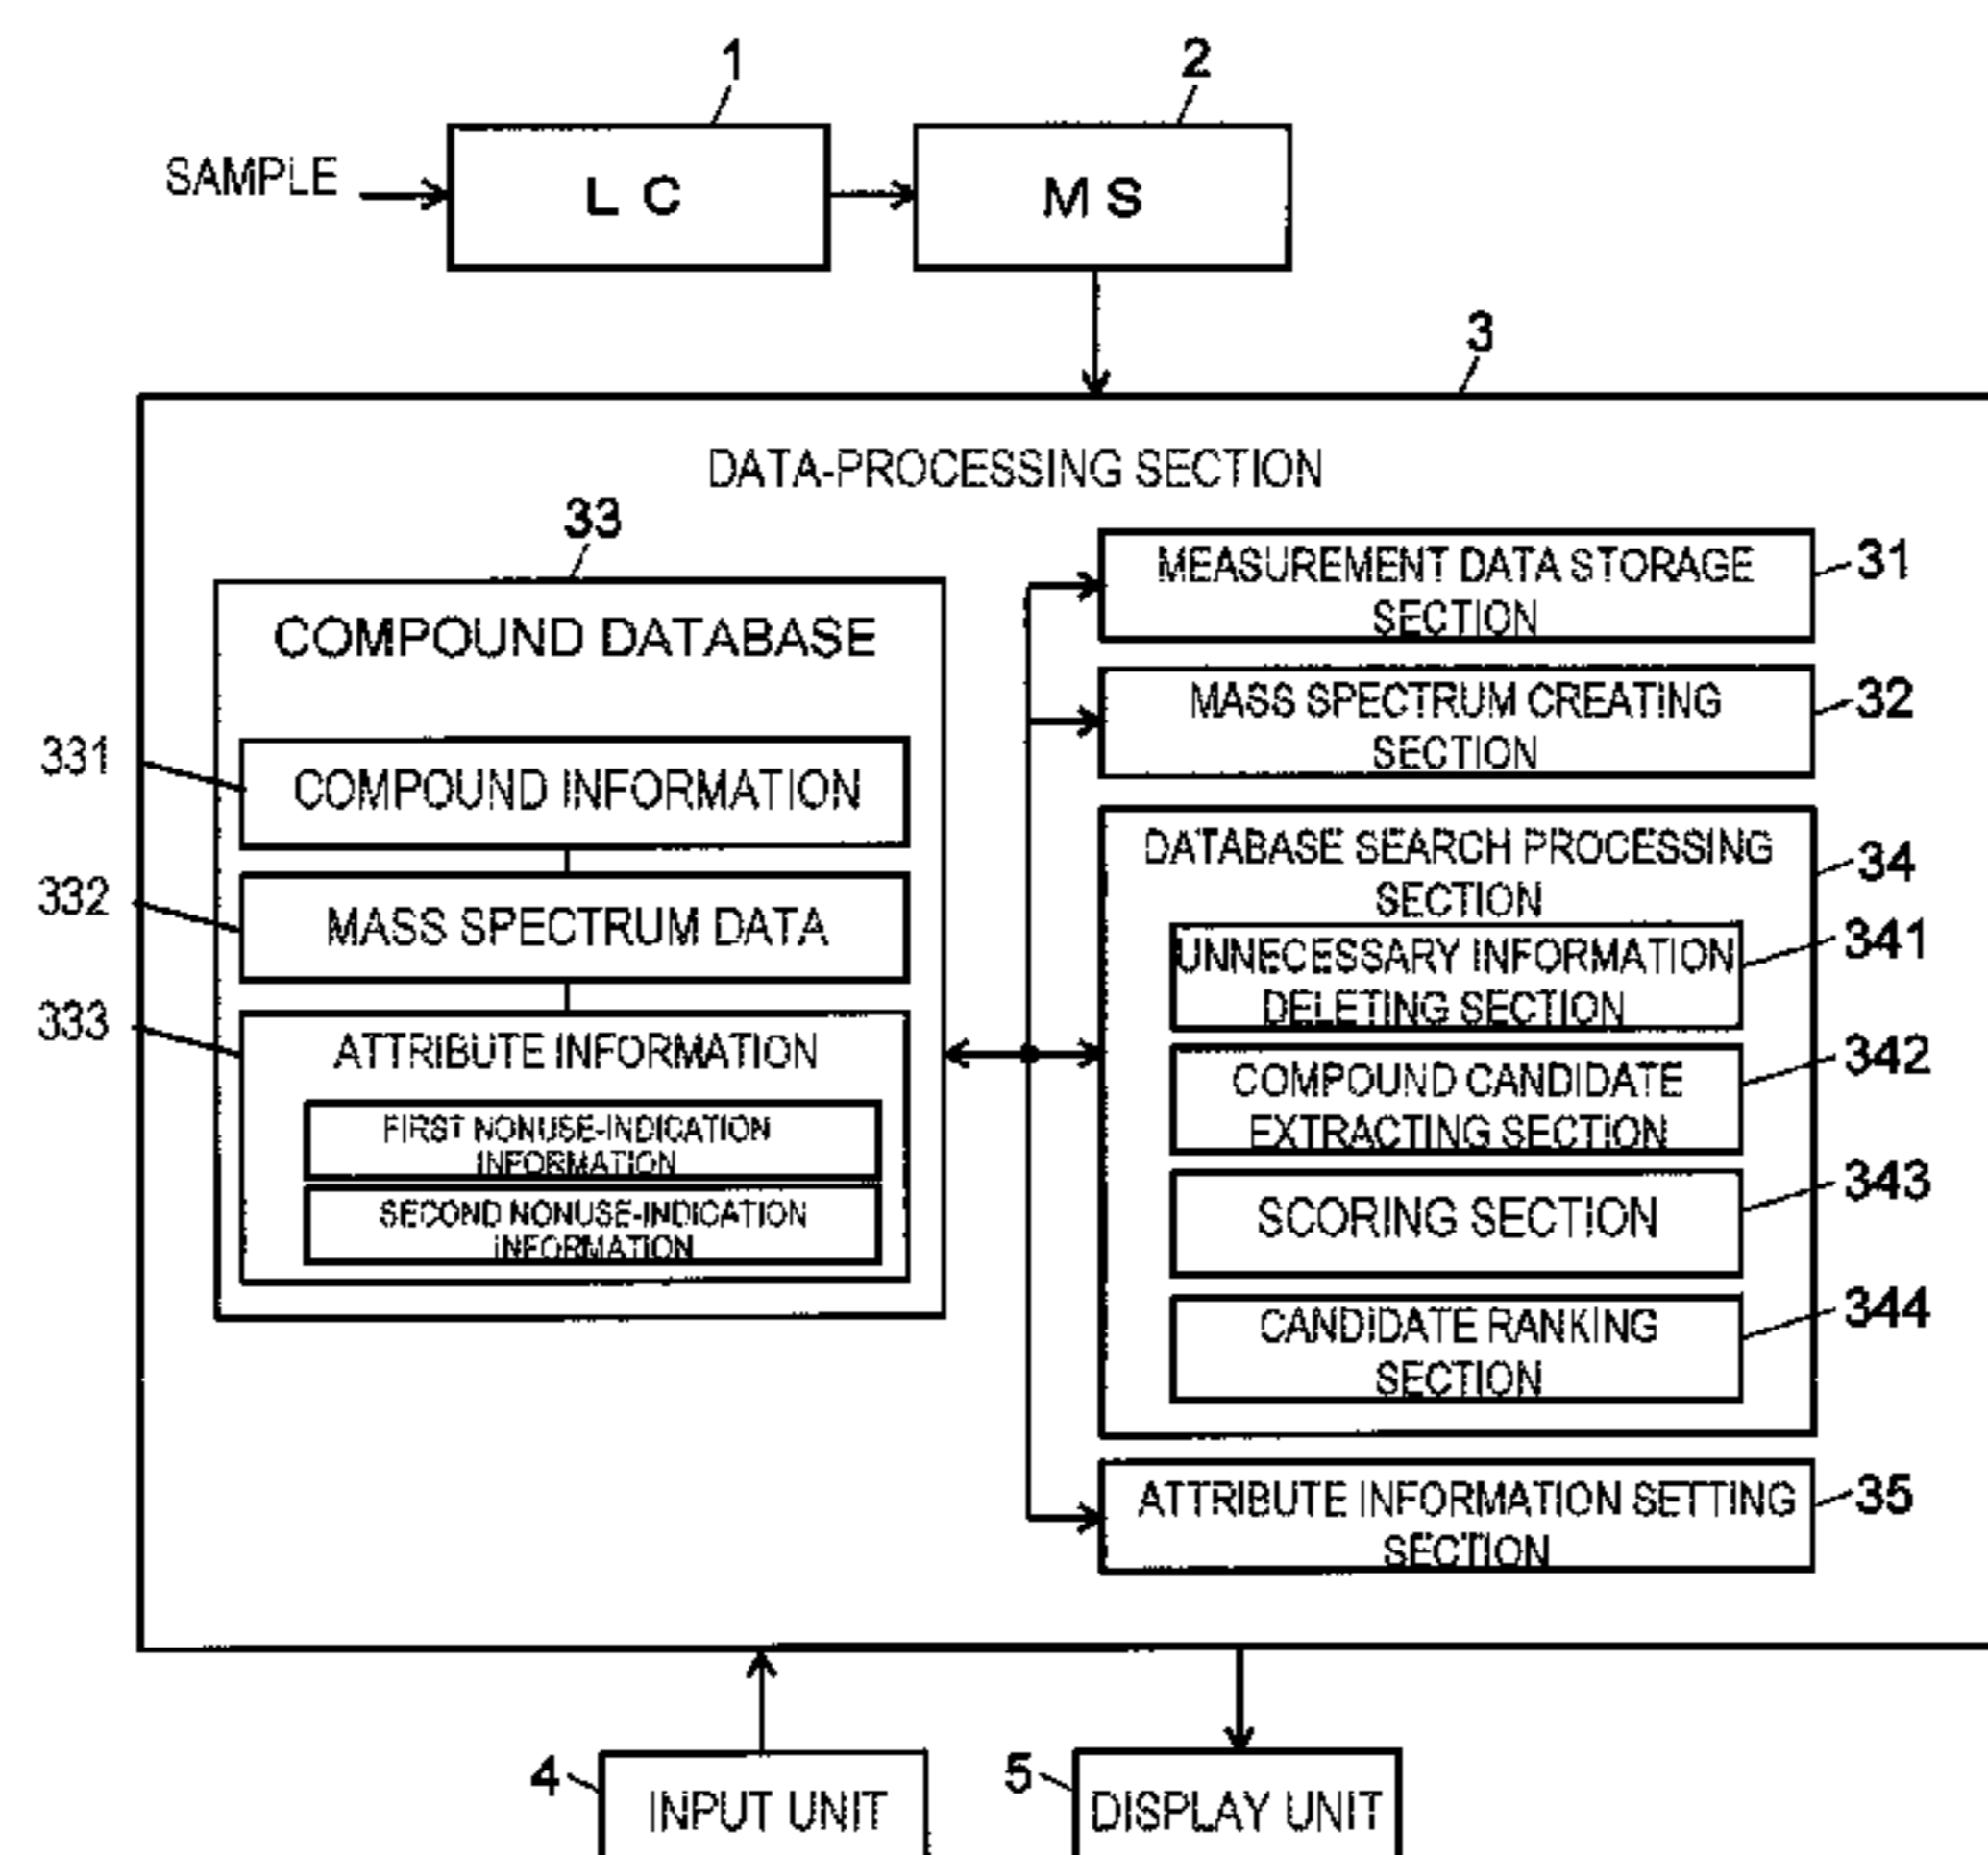 1
2
SAMPLE
L C
M S
3
DATA-PROCESSING SECTION
33
COMPOUND DATABASE
331
COMPOUND INFORMATION
332
MASS SPECTRUM DATA
333
ATTRIBUTE INFORMATION
FIRST NONUSE-INDICATION
INFORMATION
SECOND NONUSE-INDICATION
INFORMATION
MEASUREMENT DATA STORAGE
SECTION
31
MASS SPECTRUM CREATING
SECTION
32
DATABASE SEARCH PROCESSING
SECTION
34
UNNECESSARY INFORMATION
DELETING SECTION
341
COMPOUND CANDIDATE
EXTRACTING SECTION
342
SCORING SECTION
343
CANDIDATE RANKING
SECTION
344
ATTRIBUTE INFORMATION SETTING
SECTION
35
4
INPUT UNIT
5
DISPLAY UNIT